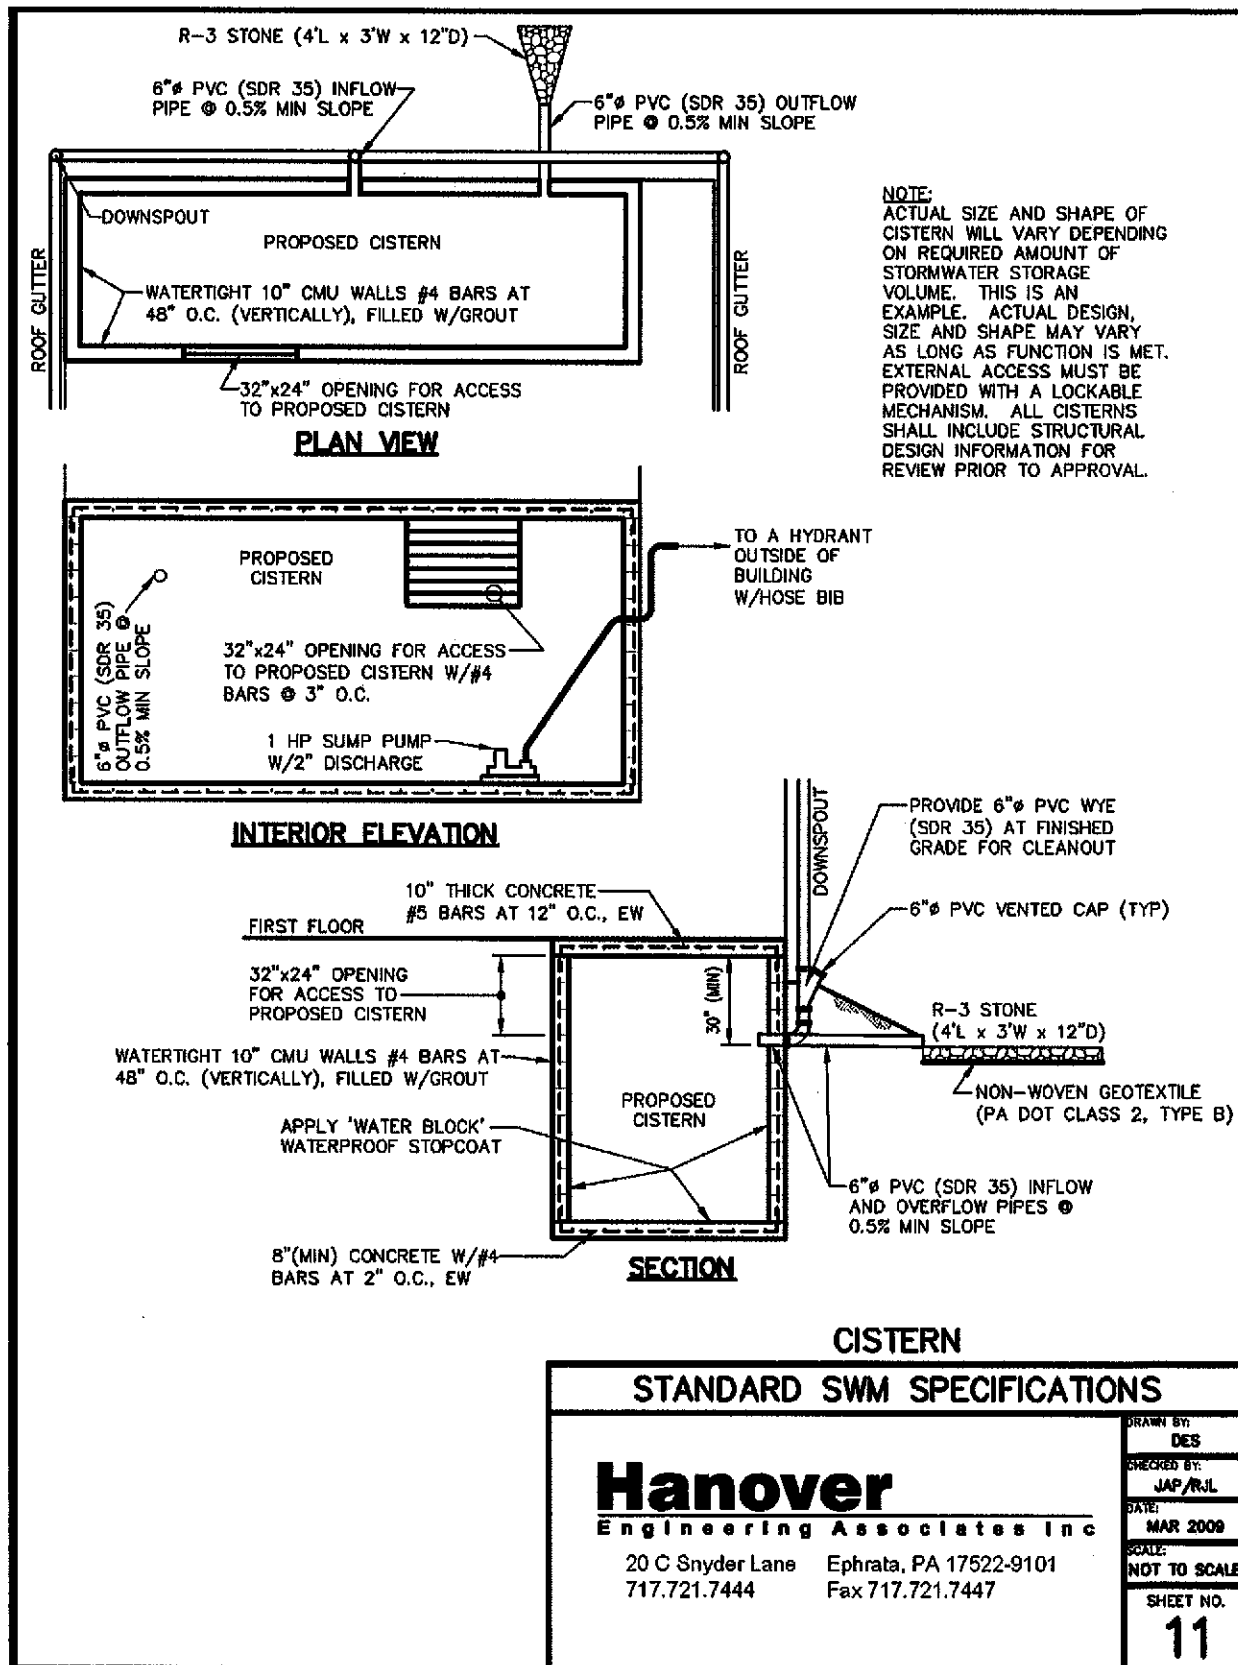 R-3 STONE (4'L x 3'W x 12"D)
6"ø PVC (SDR 35) INFLOW
PIPE @ 0.5% MIN SLOPE
6"ø PVC (SDR 35) OUTFLOW
PIPE @ 0.5% MIN SLOPE
DOWNSPOUT
PROPOSED CISTERN
ROOF GUTTER
WATERTIGHT 10" CMU WALLS #4 BARS AT
48" O.C. (VERTICALLY), FILLED W/GROUT
ROOF GUTTER
32"x24" OPENING FOR ACCESS
TO PROPOSED CISTERN
PLAN VIEW
NOTE:
ACTUAL SIZE AND SHAPE OF
CISTERN WILL VARY DEPENDING
ON REQUIRED AMOUNT OF
STORMWATER STORAGE
VOLUME. THIS IS AN
EXAMPLE. ACTUAL DESIGN,
SIZE AND SHAPE MAY VARY
AS LONG AS FUNCTION IS MET.
EXTERNAL ACCESS MUST BE
PROVIDED WITH A LOCKABLE
MECHANISM. ALL CISTERNS
SHALL INCLUDE STRUCTURAL
DESIGN INFORMATION FOR
REVIEW PRIOR TO APPROVAL.
PROPOSED
CISTERN
TO A HYDRANT
OUTSIDE OF
BUILDING
W/HOSE BIB
6"ø PVC (SDR 35)
OUTFLOW PIPE @
0.5% MIN SLOPE
32"x24" OPENING FOR ACCESS
TO PROPOSED CISTERN W/#4
BARS @ 3" O.C.
1 HP SUMP PUMP
W/2" DISCHARGE
INTERIOR ELEVATION
DOWNSPOUT
PROVIDE 6"ø PVC WYE
(SDR 35) AT FINISHED
GRADE FOR CLEANOUT
10" THICK CONCRETE
#5 BARS AT 12" O.C., EW
6"ø PVC VENTED CAP (TYP)
FIRST FLOOR
32"x24" OPENING
FOR ACCESS TO
PROPOSED CISTERN
30" (MIN)
R-3 STONE
(4'L x 3'W x 12"D)
WATERTIGHT 10" CMU WALLS #4 BARS AT
48" O.C. (VERTICALLY), FILLED W/GROUT
NON-WOVEN GEOTEXTILE
(PA DOT CLASS 2, TYPE B)
PROPOSED
CISTERN
APPLY 'WATER BLOCK'
WATERPROOF STOPCOAT
6"ø PVC (SDR 35) INFLOW
AND OVERFLOW PIPES @
0.5% MIN SLOPE
8"(MIN) CONCRETE W/#4
BARS AT 2" O.C., EW
SECTION
CISTERN
STANDARD SWM SPECIFICATIONS
Hanover
Engineering Associates Inc
20 C Snyder Lane Ephrata, PA 17522-9101
717.721.7444 Fax 717.721.7447
DRAWN BY:
DES
CHECKED BY:
JAP/RJL
DATE:
MAR 2009
SCALE:
NOT TO SCALE
SHEET NO.
11